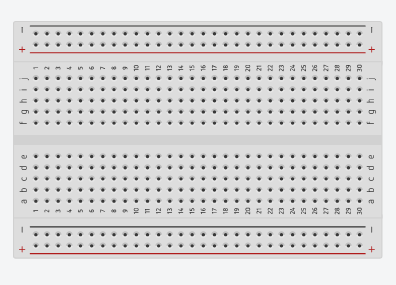 − −
+ +
1 2 3 4 5 6 7 8 9 10 11 12 13 14 15 16 17 18 19 20 21 22 23 24 25 26 27 28 29 30
j j
i i
h h
g g
f f
e e
d d
c c
b b
a a
1 2 3 4 5 6 7 8 9 10 11 12 13 14 15 16 17 18 19 20 21 22 23 24 25 26 27 28 29 30
− −
+ +